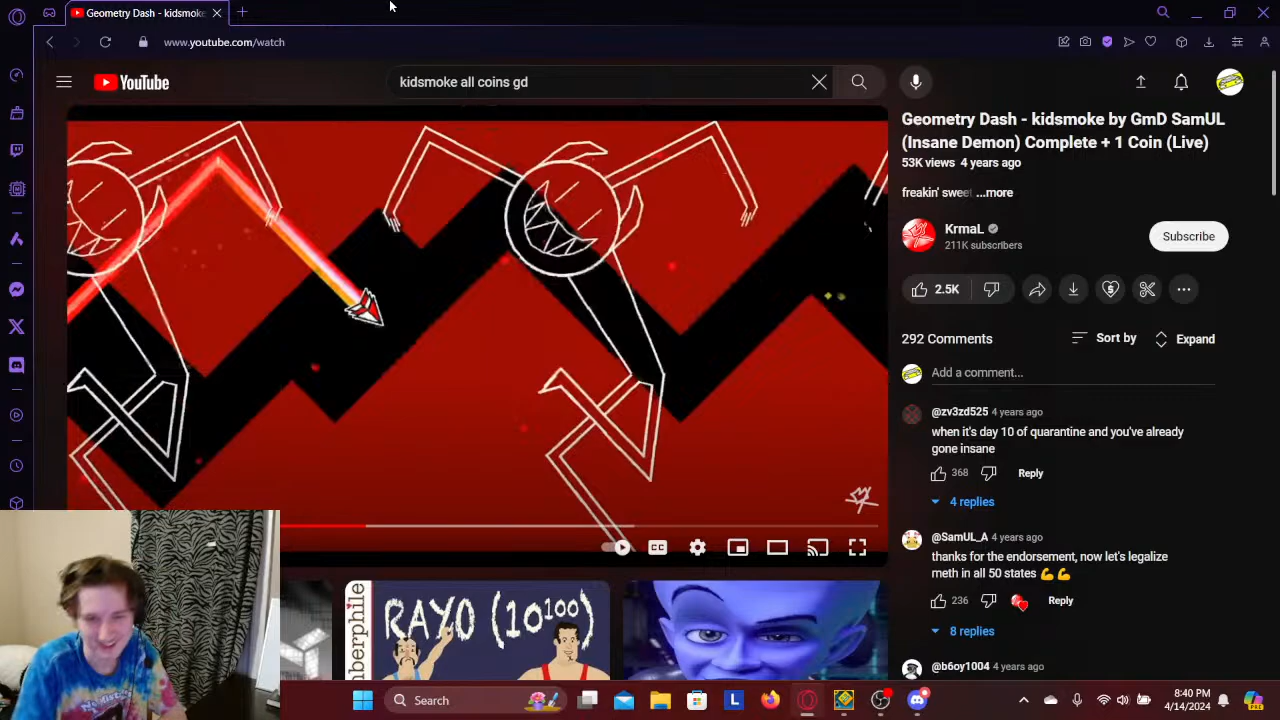 Geometry Dash - kidsmoke
www.youtube.com/watch
YouTube
kidsmoke all coins gd
Geometry Dash - kidsmoke by GmD SamUL
(Insane Demon) Complete + 1 Coin (Live)
53K views 4 years ago
freakin' sweet ...more
KrmaL
211K subscribers
Subscribe
2.5K
292 Comments
Sort by
Expand
Add a comment...
@zv3zd525 4 years ago
when it's day 10 of quarantine and you've already
gone insane
368
Reply
4 replies
@SamUL_A 4 years ago
thanks for the endorsement, now let's legalize
meth in all 50 states 💪💪
236
Reply
8 replies
@b6oy1004 4 years ago
CC
berphile
RAYO (10¹⁰⁰)
Search
L
8:40 PM
4/14/2024